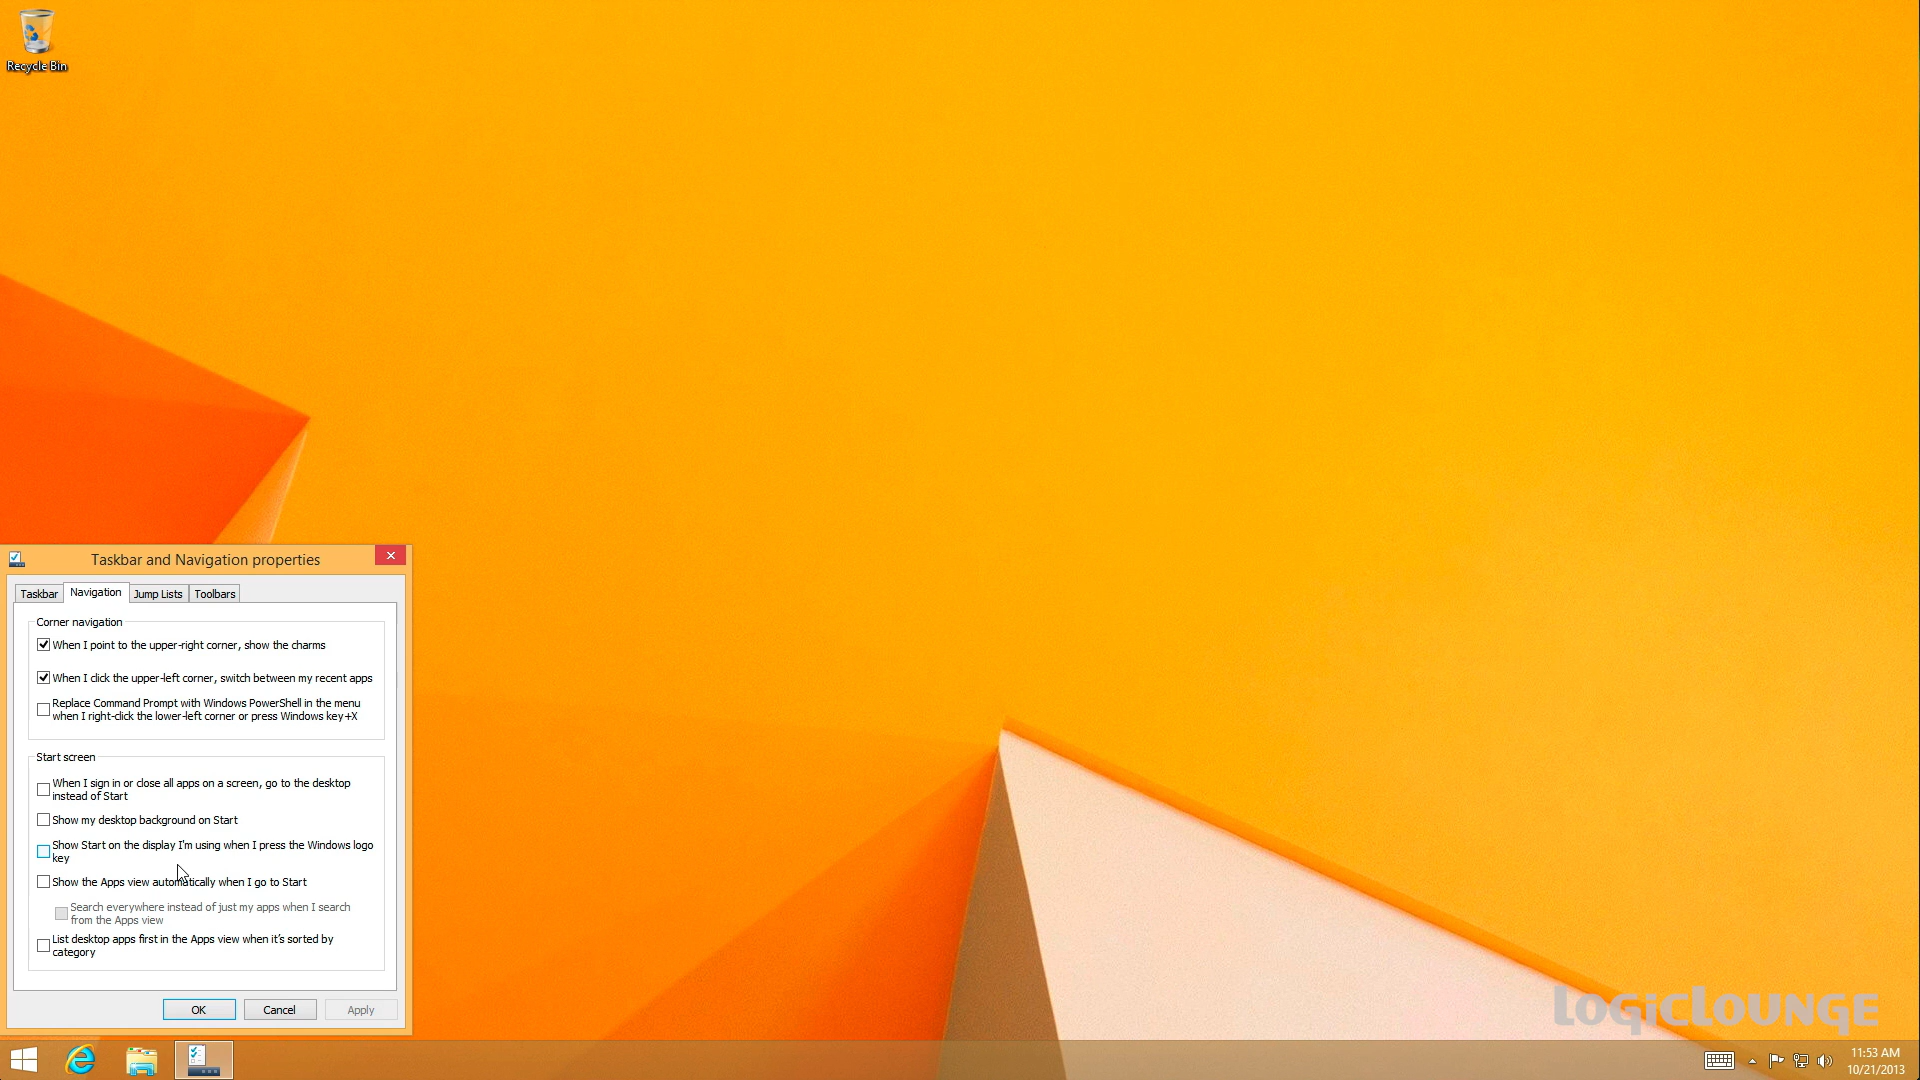 Recycle Bin
Taskbar and Navigation properties
Taskbar
Navigation
Jump Lists
Toolbars
Corner navigation
When I point to the upper-right corner, show the charms
When I click the upper-left corner, switch between my recent apps
Replace Command Prompt with Windows PowerShell in the menu
when I right-click the lower-left corner or press Windows key+X
Start screen
When I sign in or close all apps on a screen, go to the desktop
instead of Start
Show my desktop background on Start
Show Start on the display I'm using when I press the Windows logo
key
Show the Apps view automatically when I go to Start
Search everywhere instead of just my apps when I search
from the Apps view
List desktop apps first in the Apps view when it's sorted by
category
OK
Cancel
Apply
LOGICLOUNGE
11:53 AM
10/21/2013